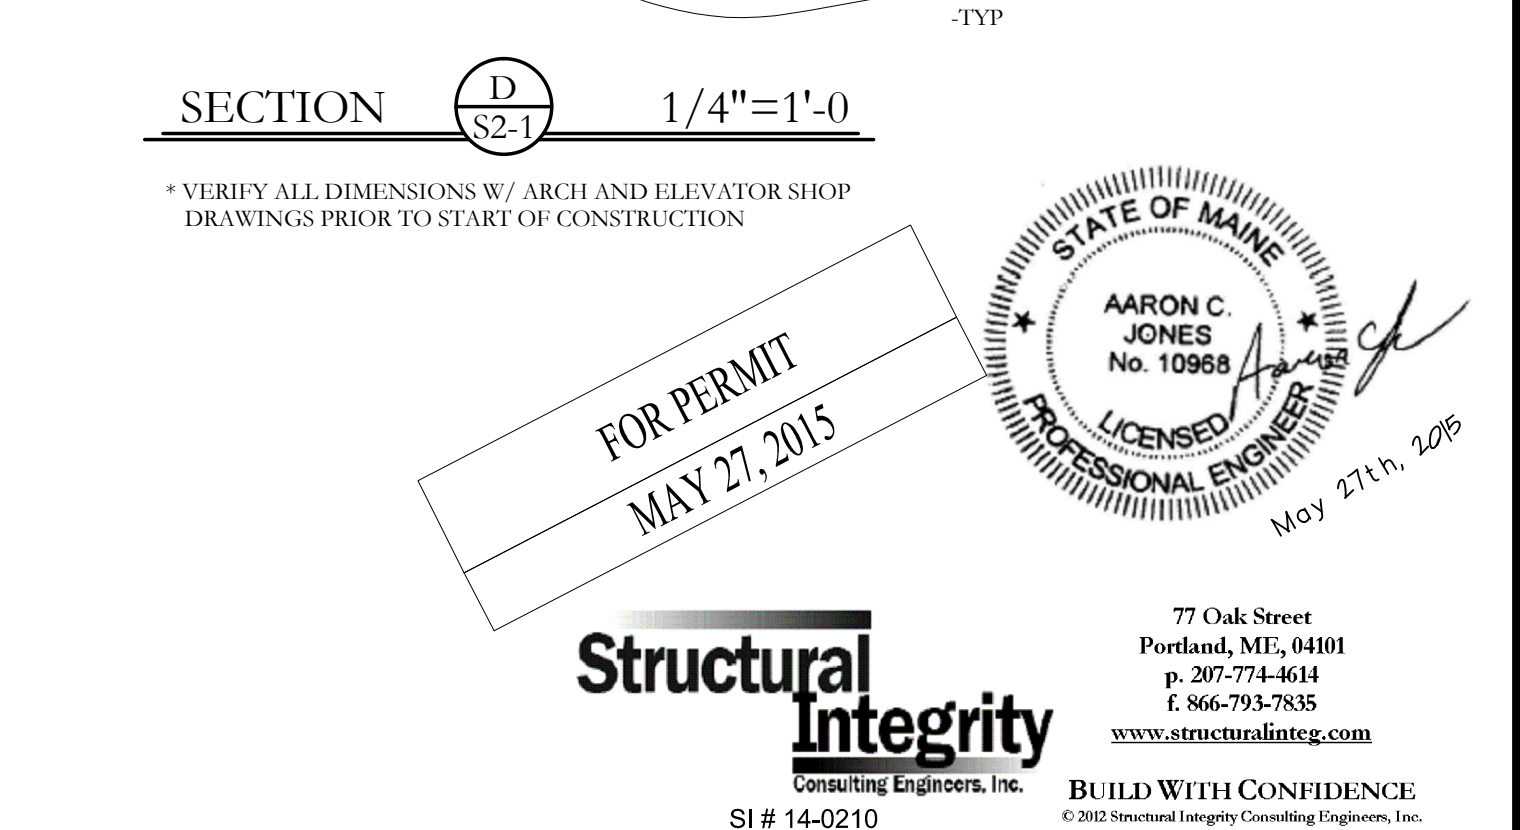 -TYP
SECTION D S2-1 1/4"=1'-0
* VERIFY ALL DIMENSIONS W/ ARCH AND ELEVATOR SHOP
DRAWINGS PRIOR TO START OF CONSTRUCTION
FOR PERMIT
MAY 27, 2015
STATE OF MAINE
AARON C.
JONES
No. 10968
LICENSED
PROFESSIONAL ENGINEER
May 27th, 2015
Structural
Integrity
Consulting Engineers, Inc.
SI # 14-0210
77 Oak Street
Portland, ME, 04101
p. 207-774-4614
f. 866-793-7835
www.structuralinteg.com
BUILD WITH CONFIDENCE
© 2012 Structural Integrity Consulting Engineers, Inc.